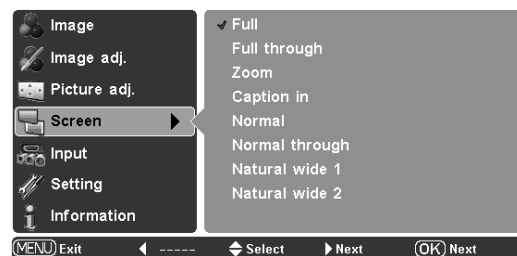 Image
Image adj.
Picture adj.
Screen
Input
Setting
Information
Full
Full through
Zoom
Caption in
Normal
Normal through
Natural wide 1
Natural wide 2
MENU Exit ----- Select Next OK Next